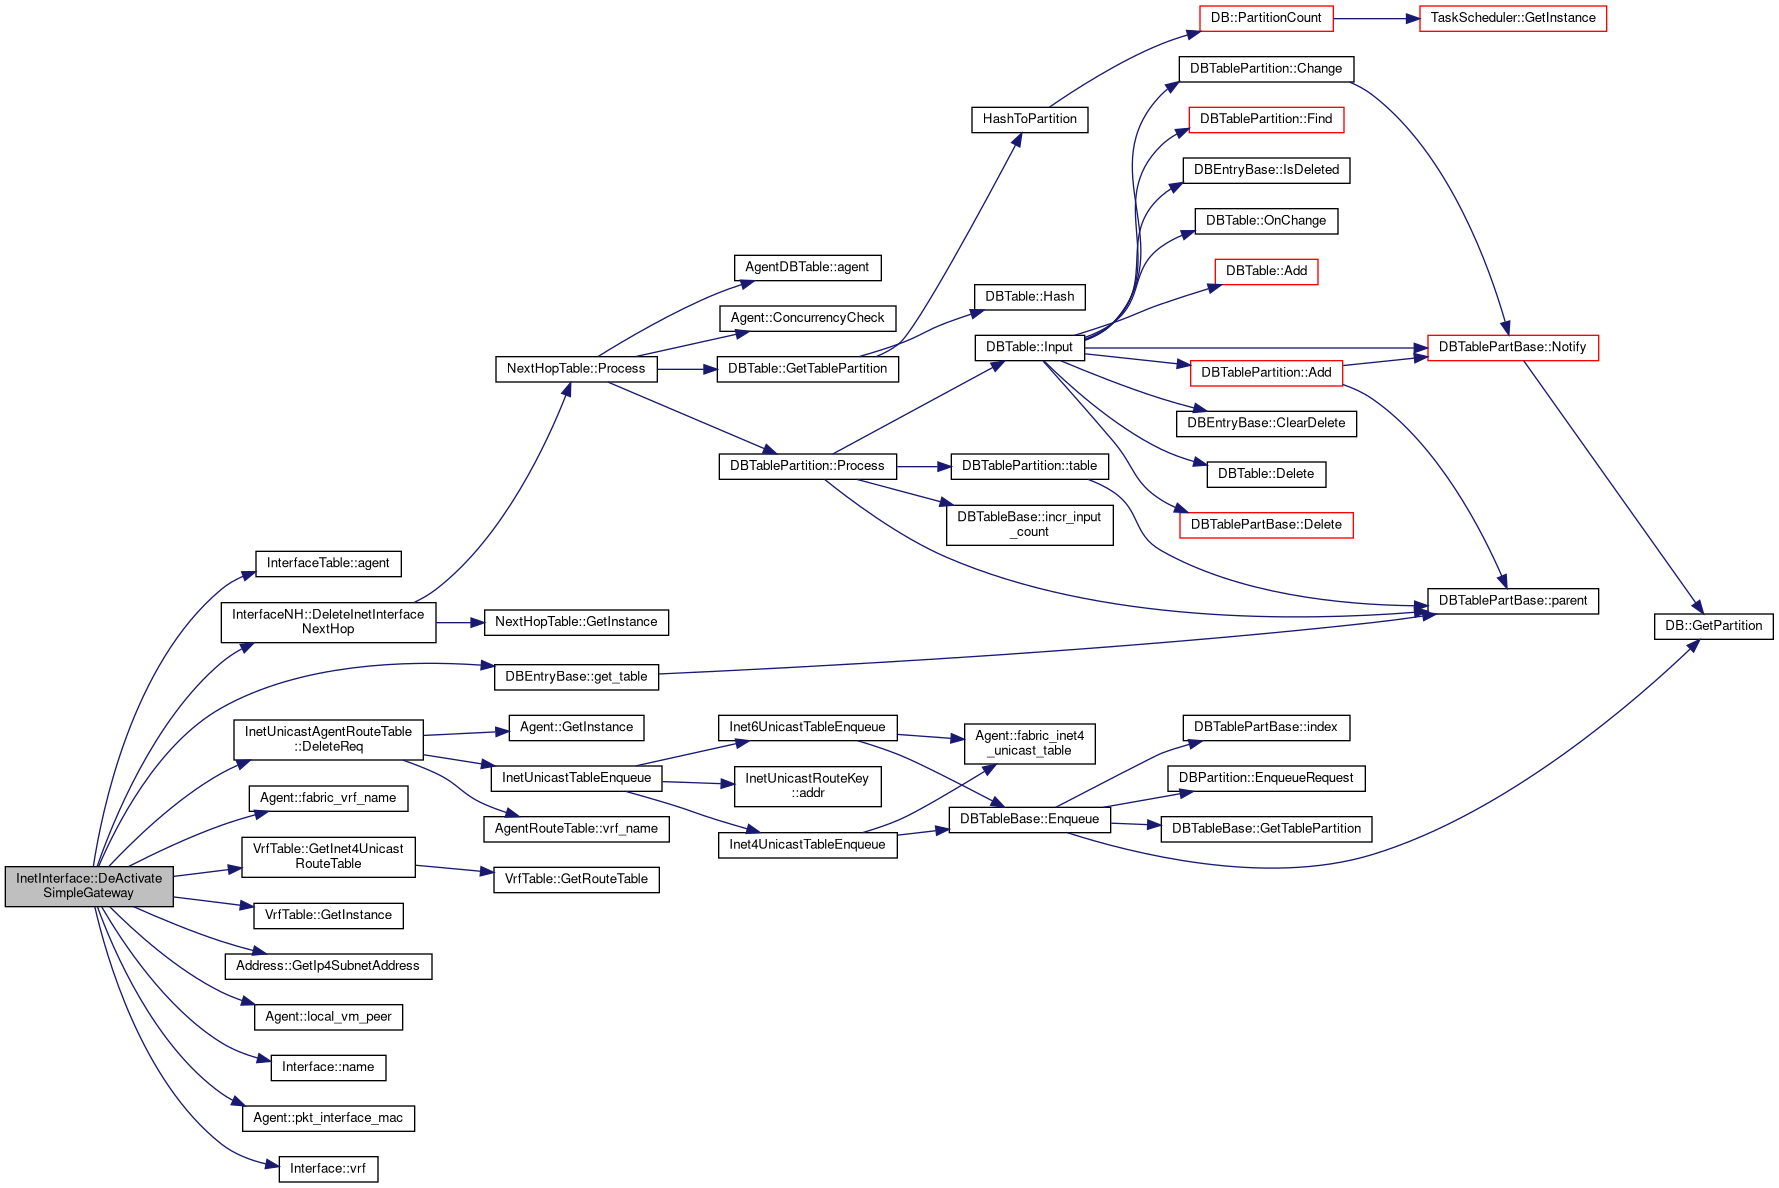 DB::PartitionCount
TaskScheduler::GetInstance
DBTablePartition::Change
HashToPartition
DBTablePartition::Find
DBEntryBase::IsDeleted
DBTable::OnChange
AgentDBTable::agent
DBTable::Add
DBTable::Hash
Agent::ConcurrencyCheck
DBTable::Input
DBTablePartBase::Notify
NextHopTable::Process
DBTable::GetTablePartition
DBTablePartition::Add
DBEntryBase::ClearDelete
DBTablePartition::Process
DBTablePartition::table
DBTable::Delete
DBTableBase::incr_input
_count
DBTablePartBase::Delete
InterfaceTable::agent
InterfaceNH::DeleteInetInterface
NextHop
NextHopTable::GetInstance
DBTablePartBase::parent
DB::GetPartition
DBEntryBase::get_table
InetUnicastAgentRouteTable
::DeleteReq
Agent::GetInstance
Inet6UnicastTableEnqueue
Agent::fabric_inet4
_unicast_table
DBTablePartBase::index
InetUnicastTableEnqueue
InetUnicastRouteKey
::addr
DBPartition::EnqueueRequest
Agent::fabric_vrf_name
AgentRouteTable::vrf_name
Inet4UnicastTableEnqueue
DBTableBase::Enqueue
DBTableBase::GetTablePartition
VrfTable::GetInet4Unicast
RouteTable
VrfTable::GetRouteTable
InetInterface::DeActivate
SimpleGateway
VrfTable::GetInstance
Address::GetIp4SubnetAddress
Agent::local_vm_peer
Interface::name
Agent::pkt_interface_mac
Interface::vrf